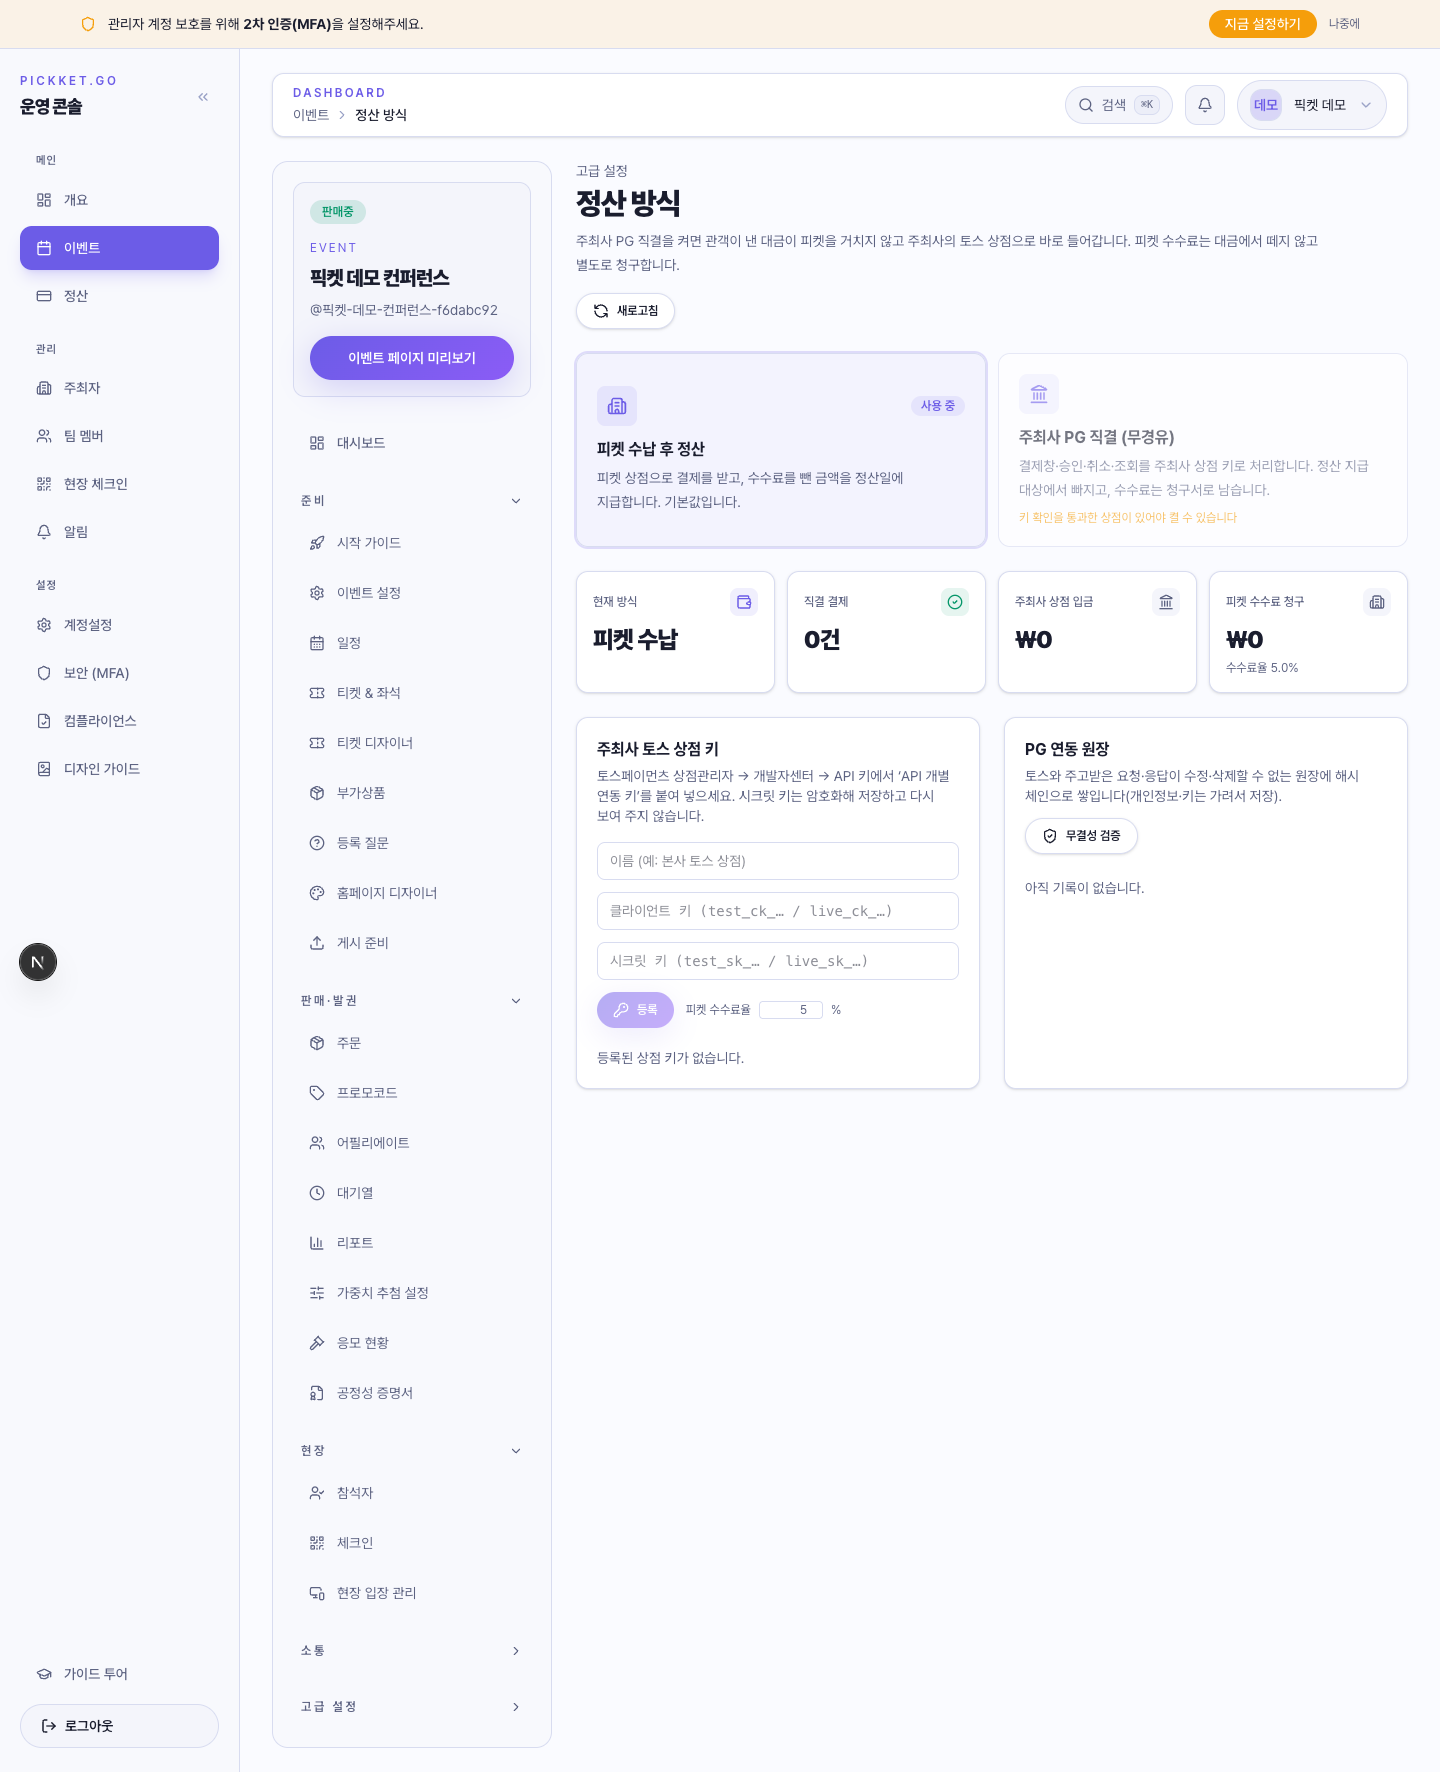 관리자 계정 보호를 위해 2차 인증(MFA)을 설정해주세요.
지금 설정하기
나중에
PICKKET.GO
운영 콘솔
메인
개요
이벤트
정산
관리
주최자
팀 멤버
현장 체크인
알림
설정
계정설정
보안 (MFA)
컴플라이언스
디자인 가이드
N
가이드 투어
로그아웃
DASHBOARD
이벤트 > 정산 방식
검색 ⌘K
데모 픽켓 데모
판매중
EVENT
픽켓 데모 컨퍼런스
@픽켓-데모-컨퍼런스-f6dabc92
이벤트 페이지 미리보기
대시보드
준비
시작 가이드
이벤트 설정
일정
티켓 & 좌석
티켓 디자이너
부가상품
등록 질문
홈페이지 디자이너
게시 준비
판매·발권
주문
프로모코드
어필리에이트
대기열
리포트
가중치 추첨 설정
응모 현황
공정성 증명서
현장
참석자
체크인
현장 입장 관리
소통
고급 설정
고급 설정
정산 방식
주최사 PG 직결을 켜면 관객이 낸 대금이 피켓을 거치지 않고 주최사의 토스 상점으로 바로 들어갑니다. 피켓 수수료는 대금에서 떼지 않고
별도로 청구합니다.
새로고침
사용 중
피켓 수납 후 정산
피켓 상점으로 결제를 받고, 수수료를 뺀 금액을 정산일에
지급합니다. 기본값입니다.
주최사 PG 직결 (무경유)
결제창·승인·취소·조회를 주최사 상점 키로 처리합니다. 정산 지급
대상에서 빠지고, 수수료는 청구서로 남습니다.
키 확인을 통과한 상점이 있어야 켤 수 있습니다
현재 방식
피켓 수납
직결 결제
0건
주최사 상점 입금
₩0
피켓 수수료 청구
₩0
수수료율 5.0%
주최사 토스 상점 키
토스페이먼츠 상점관리자 → 개발자센터 → API 키에서 ‘API 개별
연동 키’를 붙여 넣으세요. 시크릿 키는 암호화해 저장하고 다시
보여 주지 않습니다.
이름 (예: 본사 토스 상점)
클라이언트 키 (test_ck_… / live_ck_…)
시크릿 키 (test_sk_… / live_sk_…)
등록 피켓 수수료율 5 %
등록된 상점 키가 없습니다.
PG 연동 원장
토스와 주고받은 요청·응답이 수정·삭제할 수 없는 원장에 해시
체인으로 쌓입니다(개인정보·키는 가려서 저장).
무결성 검증
아직 기록이 없습니다.